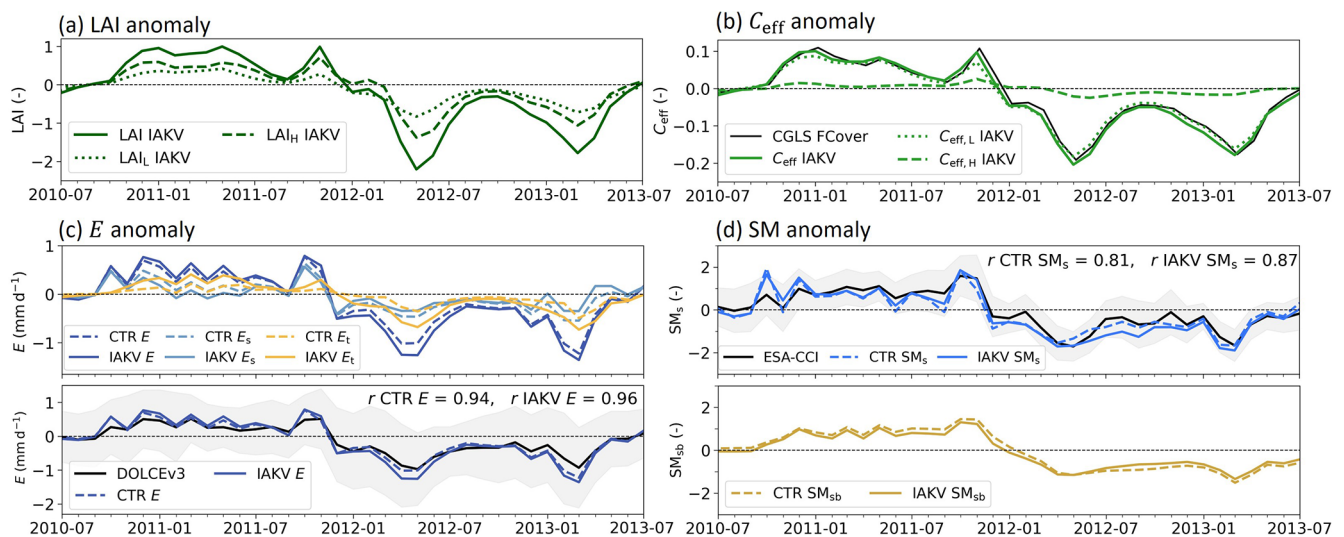 (a) LAI anomaly
1
0
−1
−2
LAI (-)
LAI IAKV
LAI_L IAKV
LAI_H IAKV
2010-07 2011-01 2011-07 2012-01 2012-07 2013-01 2013-07
(b) C_eff anomaly
0.1
0.0
−0.1
−0.2
C_eff (-)
CGLS FCover
C_eff IAKV
C_eff, L IAKV
C_eff, H IAKV
2010-07 2011-01 2011-07 2012-01 2012-07 2013-01 2013-07
(c) E anomaly
1
0
−1
E (mm d⁻¹)
CTR E CTR E_s CTR E_t
IAKV E IAKV E_s IAKV E_t
r CTR E = 0.94, r IAKV E = 0.96
2
1
0
−1
−2
E (mm d⁻¹)
DOLCEv3 IAKV E
CTR E
2010-07 2011-01 2011-07 2012-01 2012-07 2013-01 2013-07
(d) SM anomaly
r CTR SM_s = 0.81, r IAKV SM_s = 0.87
2
0
−2
SM_s (-)
ESA-CCI CTR SM_s IAKV SM_s
2
0
−2
SM_sb (-)
CTR SM_sb IAKV SM_sb
2010-07 2011-01 2011-07 2012-01 2012-07 2013-01 2013-07